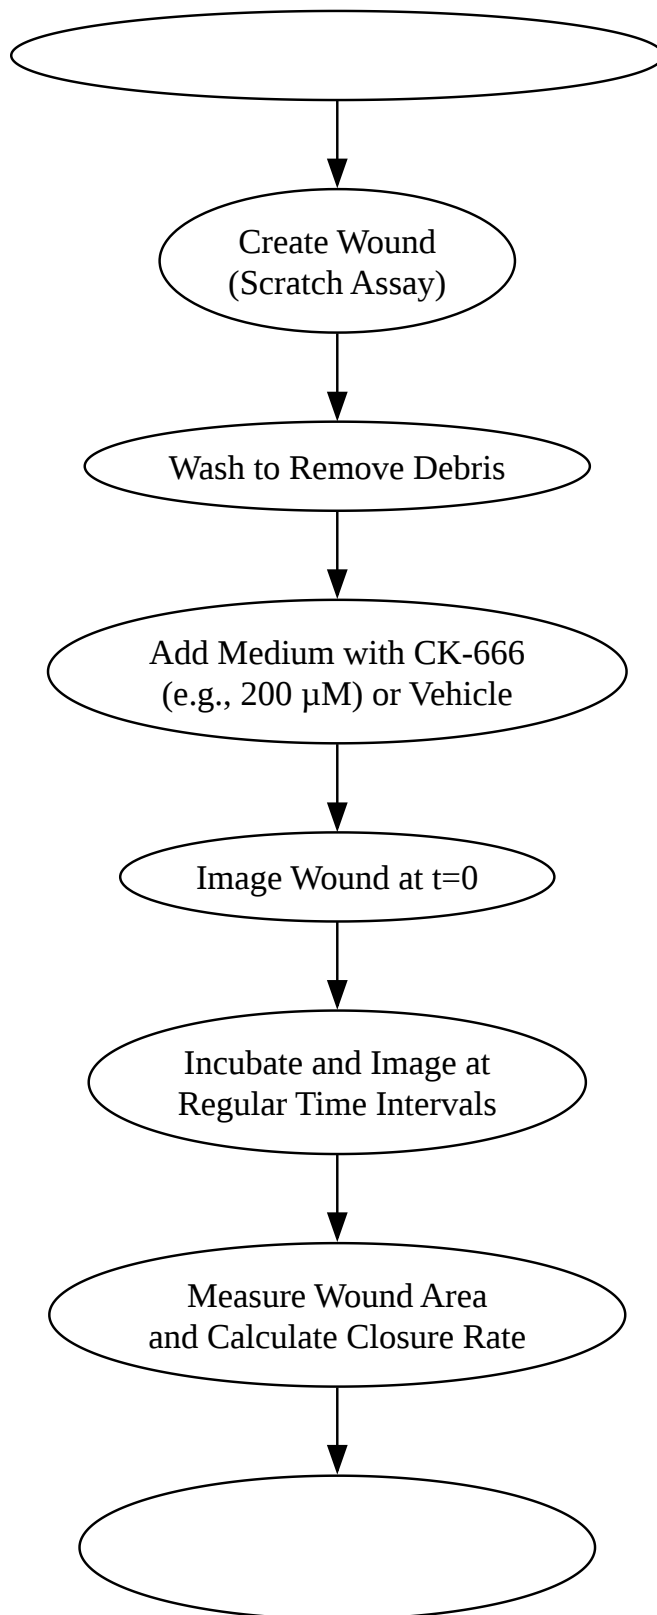 Create Wound
(Scratch Assay)
Wash to Remove Debris
Add Medium with CK-666
(e.g., 200 µM) or Vehicle
Image Wound at t=0
Incubate and Image at
Regular Time Intervals
Measure Wound Area
and Calculate Closure Rate